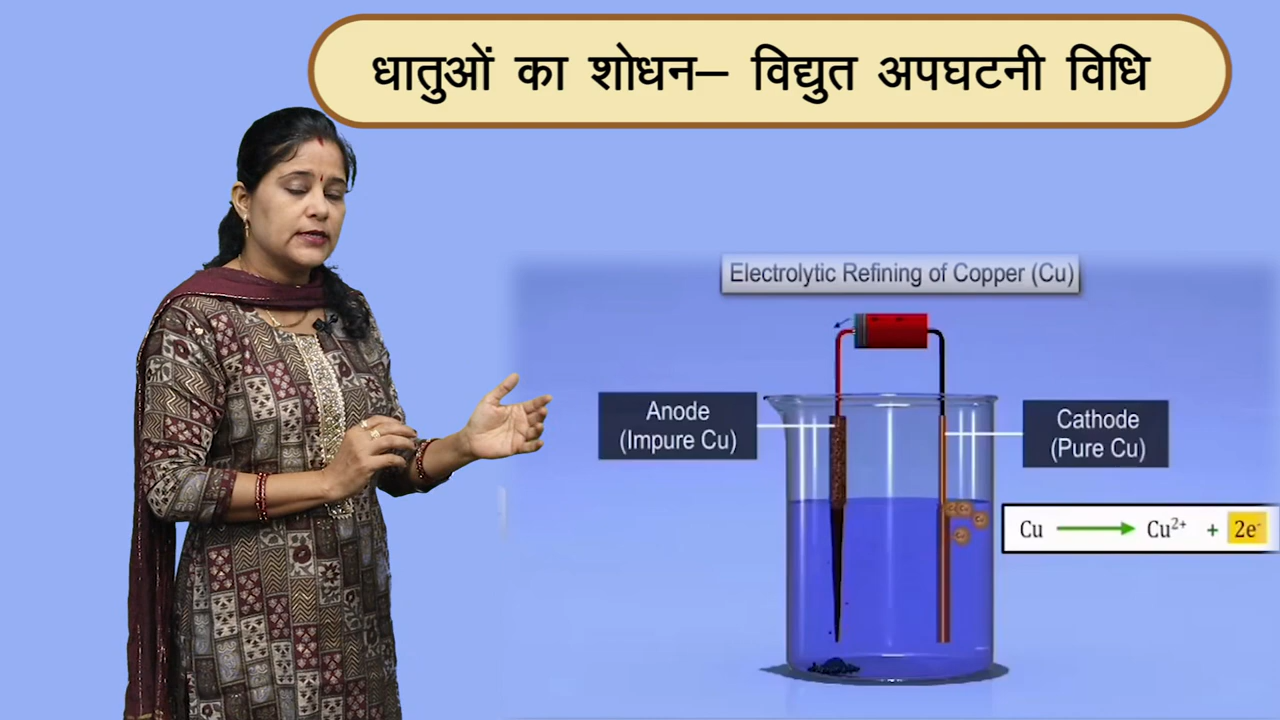 धातुओं का शोधन– विद्युत अपघटनी विधि
Electrolytic Refining of Copper (Cu)
Anode
(Impure Cu)
Cathode
(Pure Cu)
Cu ⟶ Cu²⁺ + 2e⁻